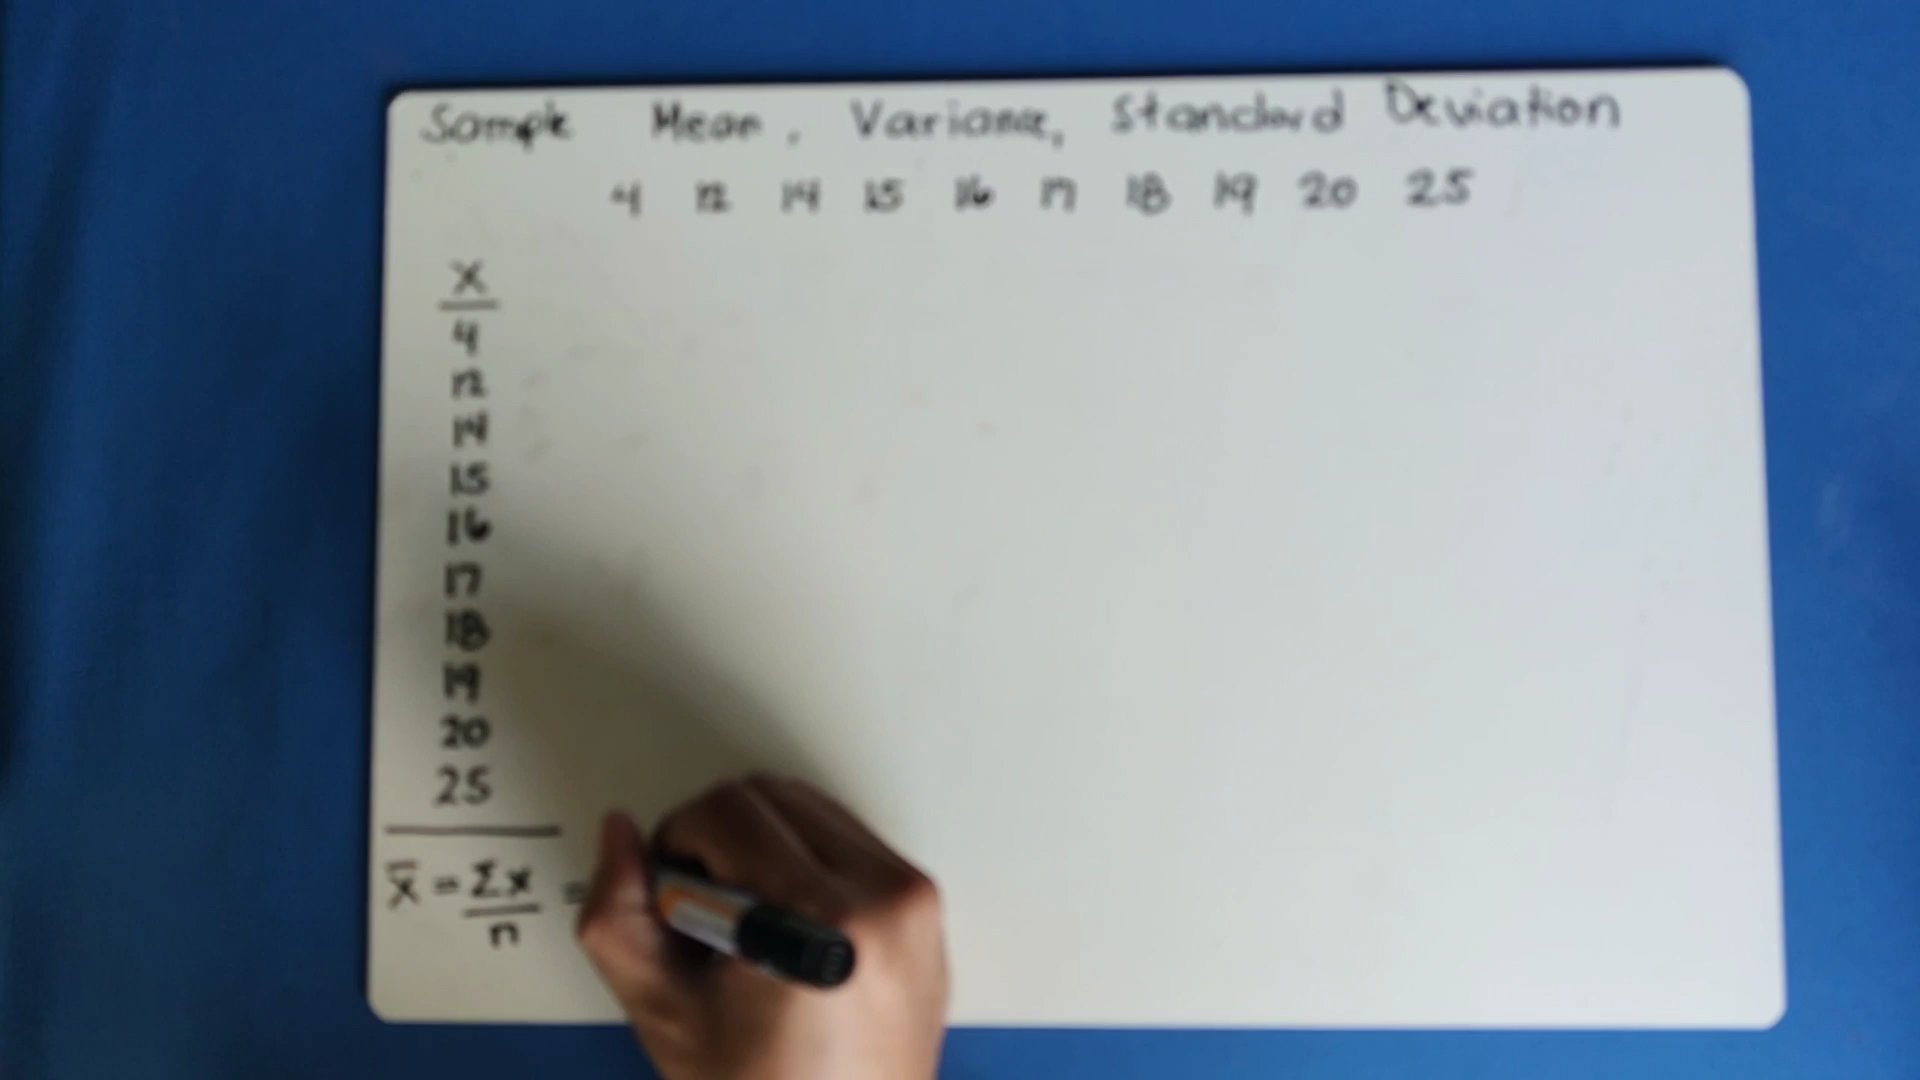 Sample Mean, Variance, Standard Deviation
4 12 14 15 16 17 18 19 20 25
X
4
12
14
15
16
17
18
19
20
25
x̄ = Σx/n =